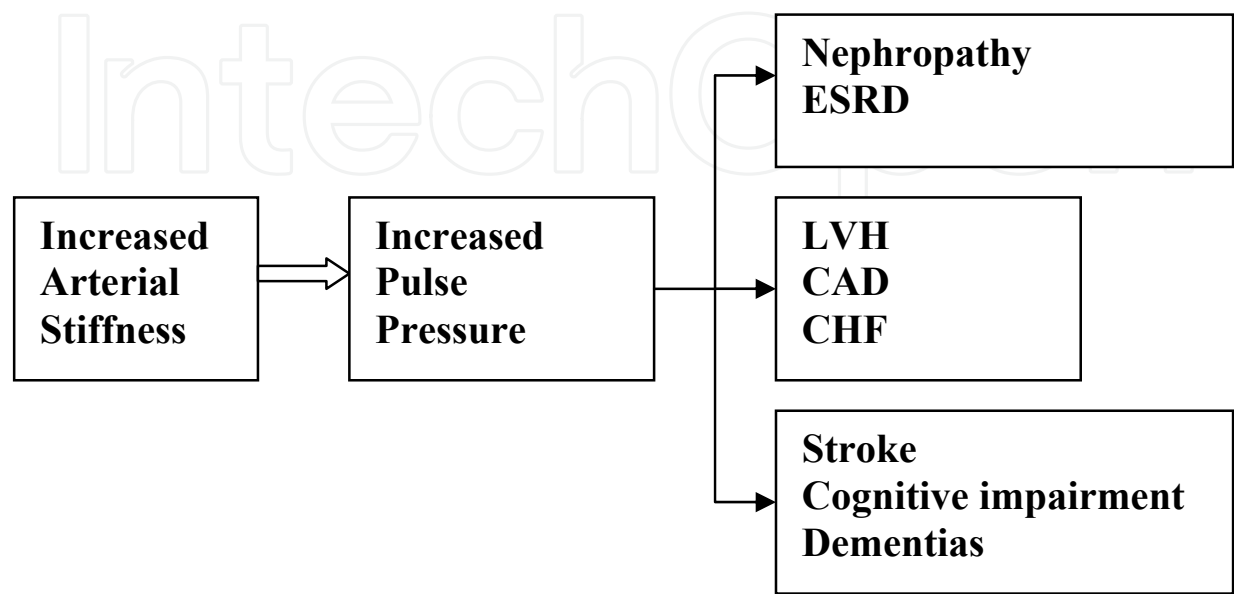 IntechOpen
Increased
Arterial
Stiffness
Increased
Pulse
Pressure
Nephropathy
ESRD
LVH
CAD
CHF
Stroke
Cognitive impairment
Dementias